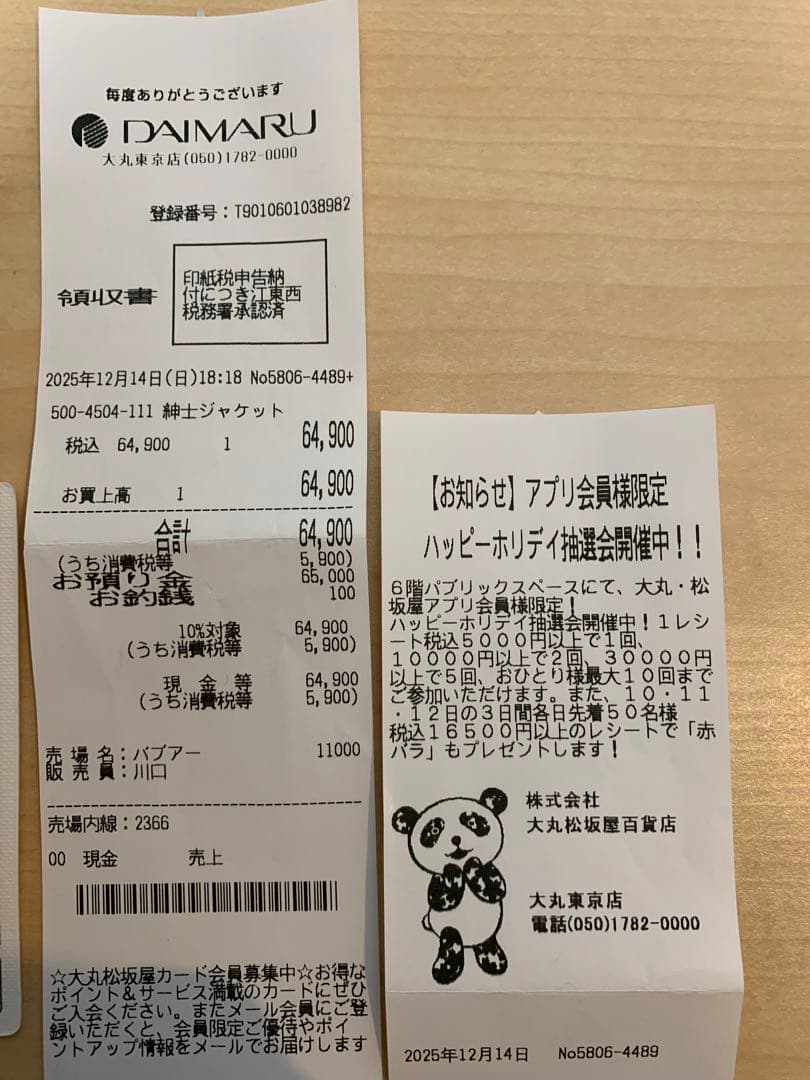 毎度ありがとうございます
DAIMARU
大丸東京店(050)1782-0000
登録番号：T9010601038982
領収書
印紙税申告納
付につき江東西
税務署承認済
2025年12月14日(日)18:18 No5806-4489+
500-4504-111 紳士ジャケット
税込 64,900 1 64,900
お買上高 1 64,900
合計 64,900
(うち消費税等 5,900)
お預り金 65,000
お釣銭 100
10%対象 64,900
(うち消費税等 5,900)
現 金 等 64,900
(うち消費税等 5,900)
売 場 名：バブアー 11000
販 売 員：川口
売場内線：2366
00 現金 売上
☆大丸松坂屋カード会員募集中☆お得な
ポイント＆サービス満載のカードにぜひ
ご入会ください。またメール会員にご登
録いただくと、会員限定ご優待やポイ
ントアップ情報をメールでお届けします
【お知らせ】アプリ会員様限定
ハッピーホリデイ抽選会開催中！！
６階パブリックスペースにて、大丸・松
坂屋アプリ会員様限定！
ハッピーホリデイ抽選会開催中！１レシ
ート税込５０００円以上で１回、
１００００円以上で２回、３００００円
以上で５回、おひとり様最大１０回まで
ご参加いただけます。また、１０・１１
・１２日の３日間各日先着５０名様
税込１６５００円以上のレシートで「赤
バラ」もプレゼントします！
株式会社
大丸松坂屋百貨店
大丸東京店
電話(050)1782-0000
2025年12月14日 No5806-4489